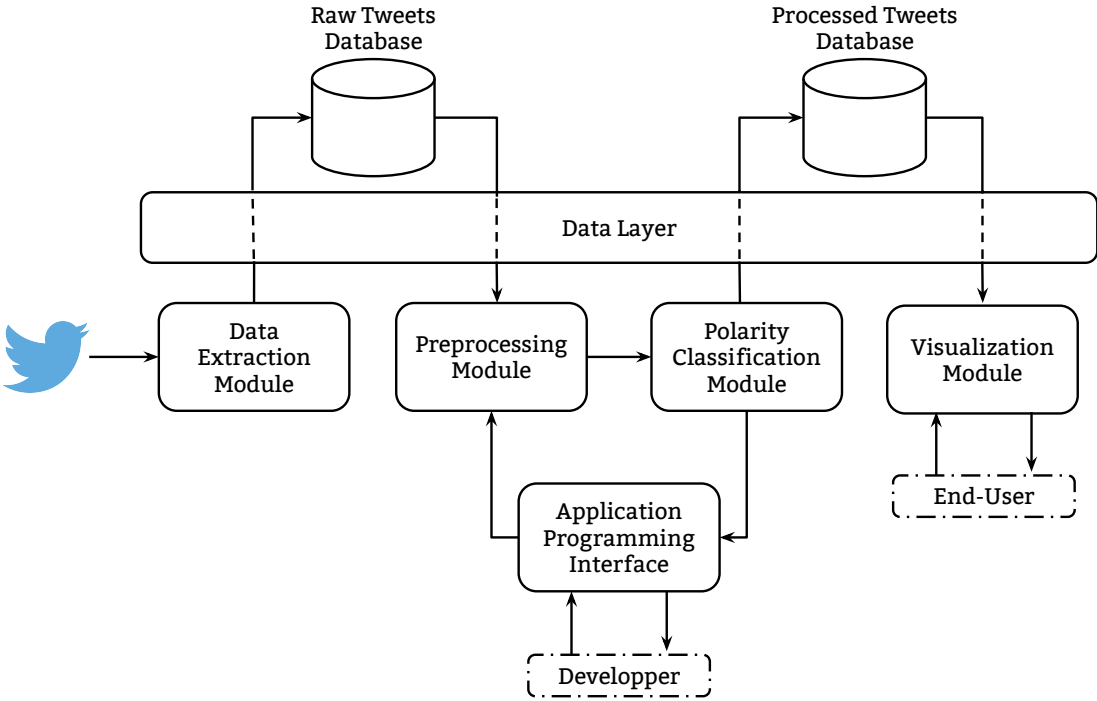 Raw Tweets
Database
Processed Tweets
Database
Data Layer
Data
Extraction
Module
Preprocessing
Module
Polarity
Classification
Module
Visualization
Module
End-User
Application
Programming
Interface
Developper